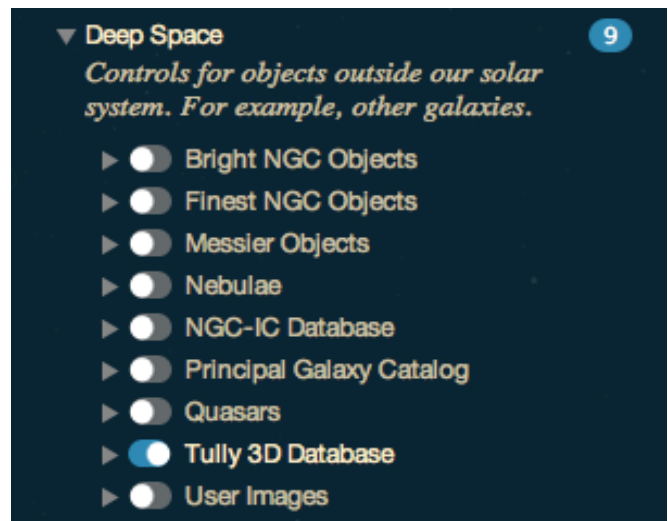 Deep Space 9
Controls for objects outside our solar
system. For example, other galaxies.
Bright NGC Objects
Finest NGC Objects
Messier Objects
Nebulae
NGC-IC Database
Principal Galaxy Catalog
Quasars
Tully 3D Database
User Images